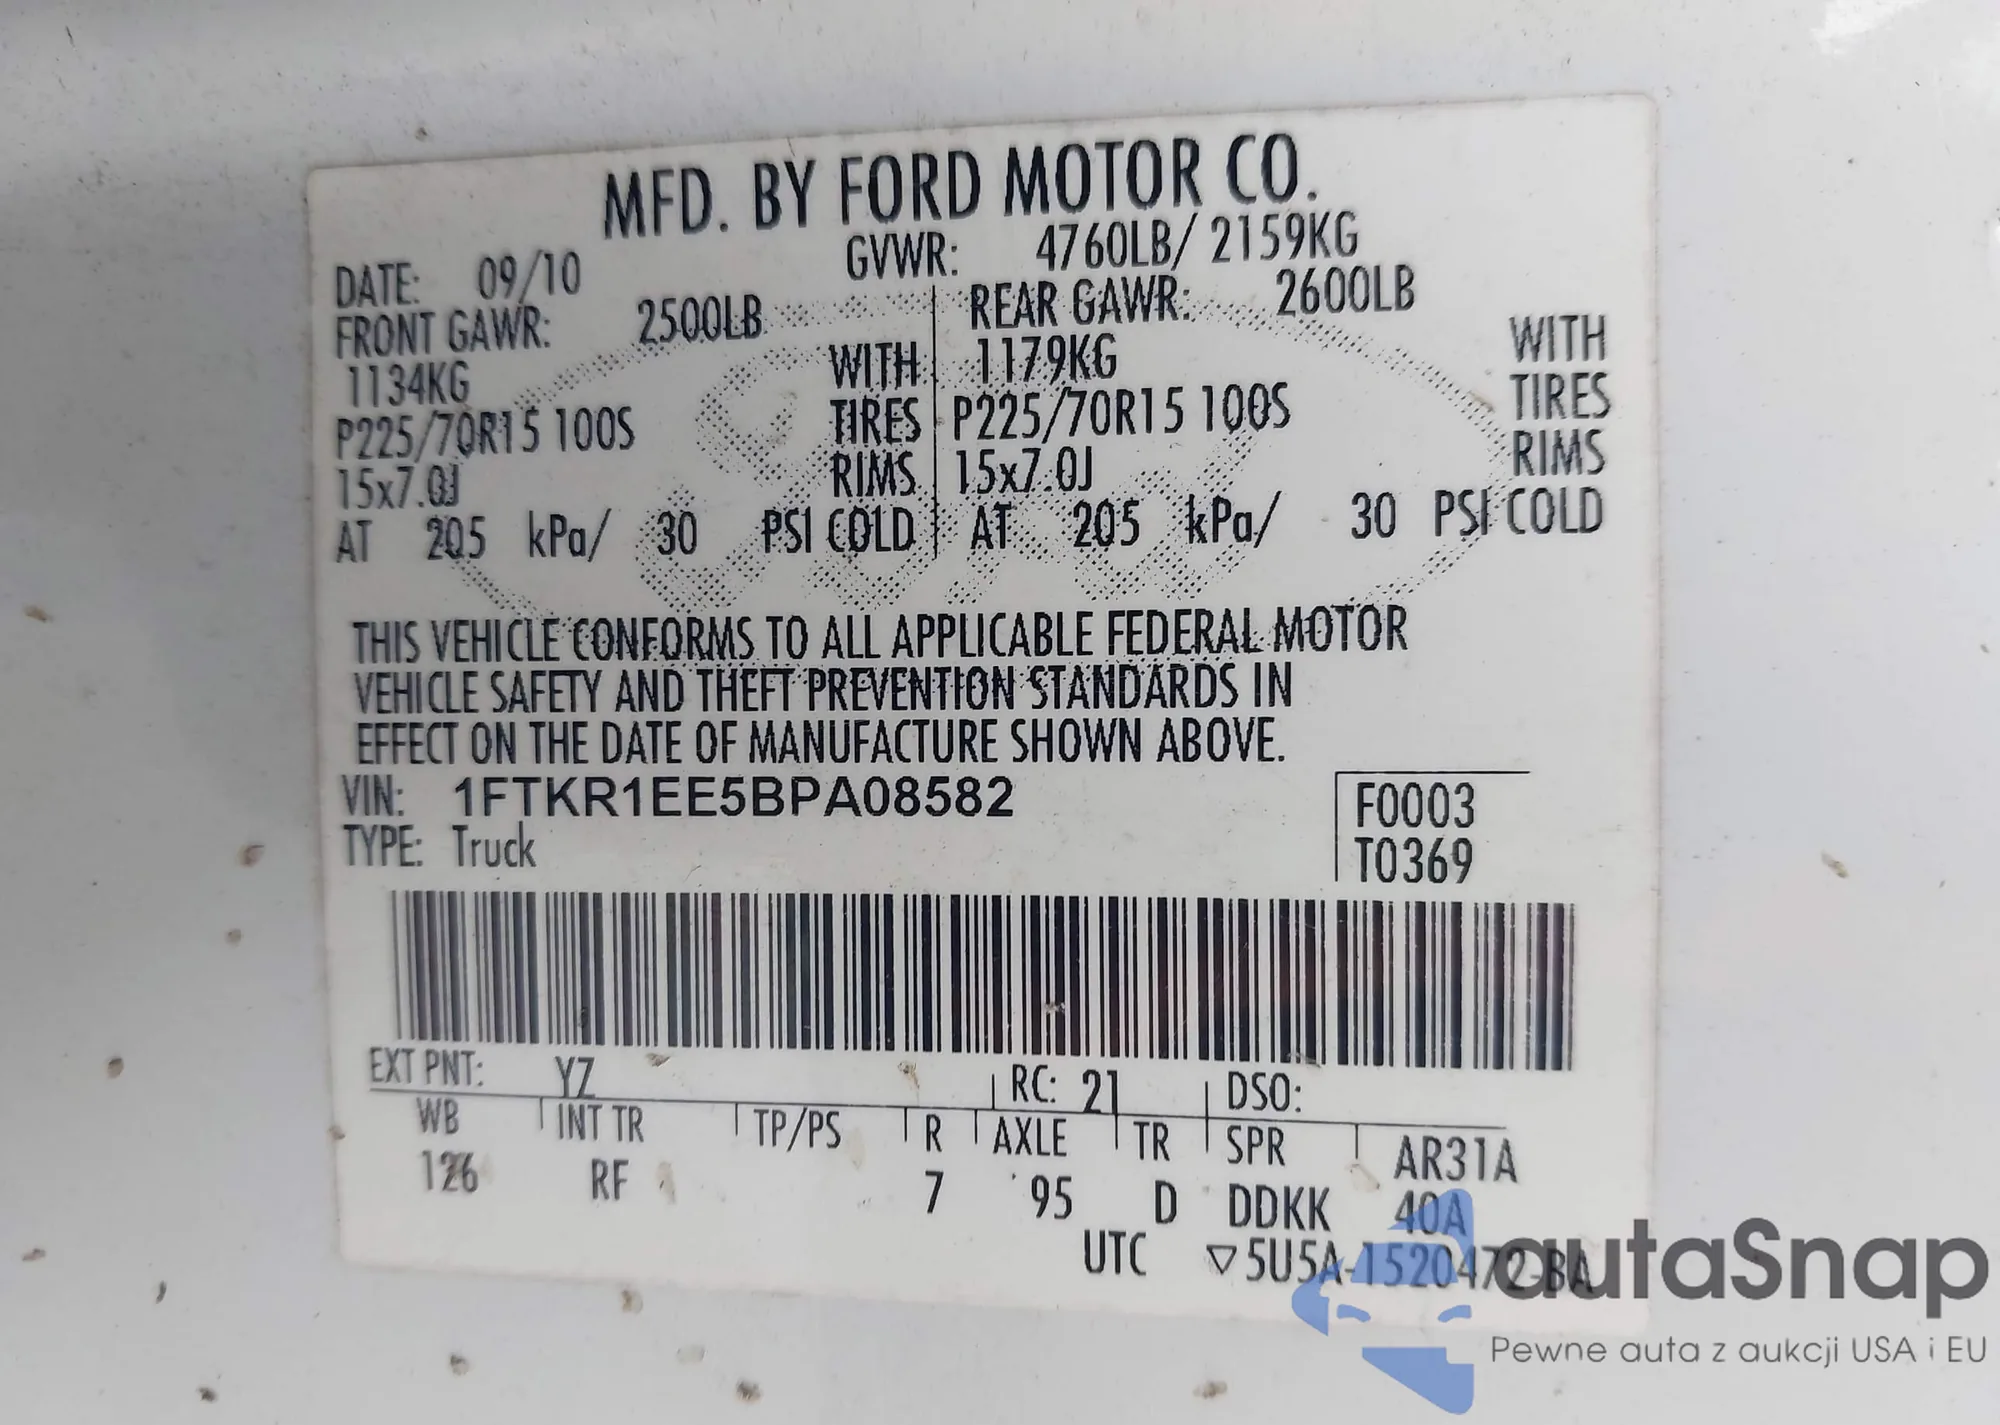 MFD. BY FORD MOTOR CO.
DATE: 09/10 GVWR: 4760LB/ 2159KG
FRONT GAWR: 2500LB REAR GAWR: 2600LB
1134KG WITH 1179KG WITH
P225/70R15 100S TIRES P225/70R15 100S TIRES
15x7.0J RIMS 15x7.0J RIMS
AT 205 kPa/ 30 PSI COLD AT 205 kPa/ 30 PSI COLD
THIS VEHICLE CONFORMS TO ALL APPLICABLE FEDERAL MOTOR
VEHICLE SAFETY AND THEFT PREVENTION STANDARDS IN
EFFECT ON THE DATE OF MANUFACTURE SHOWN ABOVE.
VIN: 1FTKR1EE5BPA08582 F0003
TYPE: Truck T0369
EXT PNT: YZ RC: 21 DSO:
WB INT TR TP/PS R AXLE TR SPR AR31A
126 RF 7 95 D DDKK 40A
UTC ▽5U5A-1520472-BA
autaSnap
Pewne auta z aukcji USA i EU